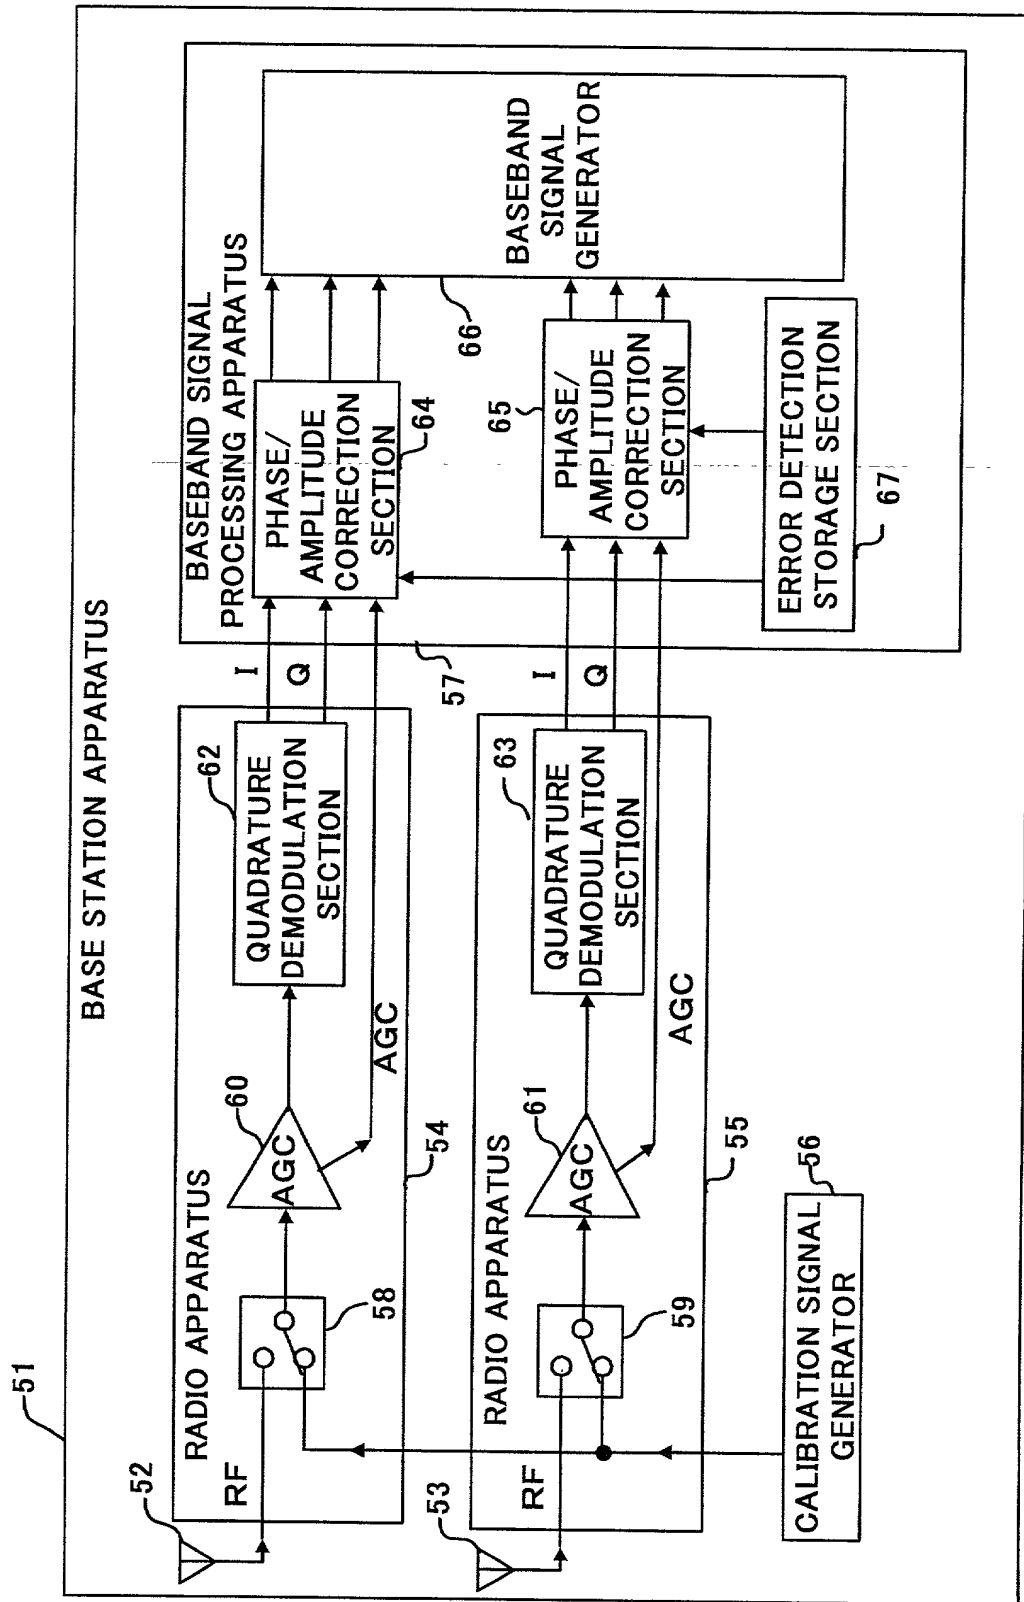 BASE STATION APPARATUS
51
52
RF
RADIO APPARATUS
58
AGC
60
QUADRATURE
DEMODULATION
SECTION
62
AGC
54
I
Q
53
RF
RADIO APPARATUS
59
AGC
61
QUADRATURE
DEMODULATION
SECTION
63
AGC
55
I
Q
CALIBRATION SIGNAL
GENERATOR
56
57
BASEBAND SIGNAL
PROCESSING APPARATUS
PHASE/
AMPLITUDE
CORRECTION
SECTION
64
PHASE/
AMPLITUDE
CORRECTION
SECTION
65
BASEBAND
SIGNAL
GENERATOR
66
ERROR DETECTION
STORAGE SECTION
67